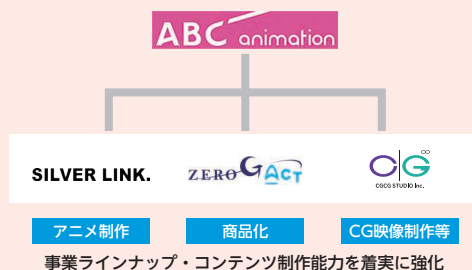 ABC animation
SILVER LINK.
ZERO G ACT
CG
CGCG STUDIO Inc.
アニメ制作
商品化
CG映像制作等
事業ラインナップ・コンテンツ制作能力を着実に強化